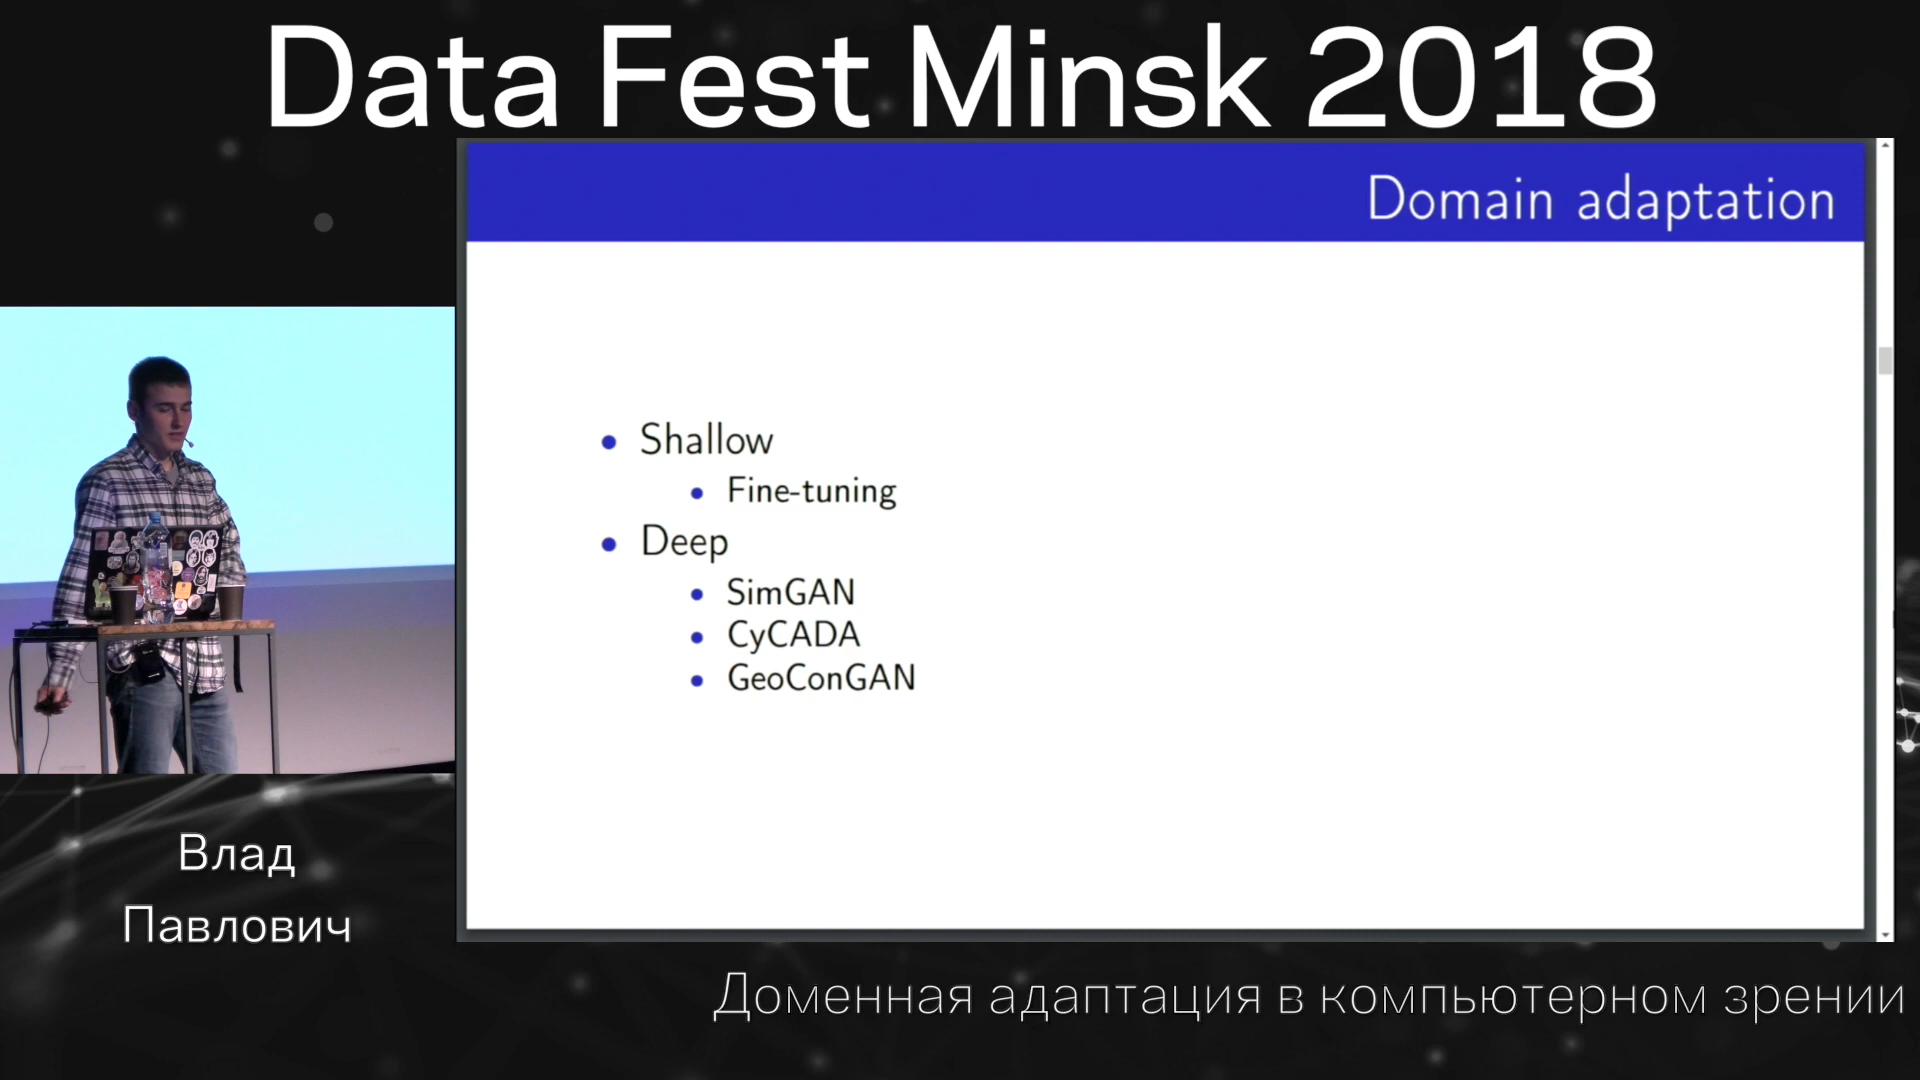 Data Fest Minsk 2018
Domain adaptation
Shallow
Fine-tuning
Deep
SimGAN
CyCADA
GeoConGAN
Влад
Павлович
Доменная адаптация в компьютерном зрении